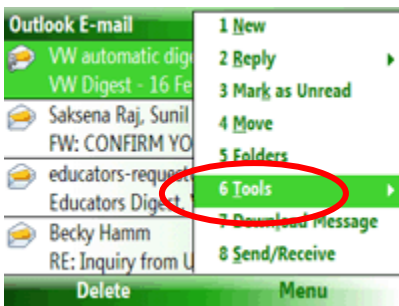 Outlook E-mail
VW automatic dig
VW Digest - 16 Fe
Saksena Raj, Sunil
FW: CONFIRM YO
educators-request
Educators Digest,
Becky Hamm
RE: Inquiry from U
1 New
2 Reply
3 Mark as Unread
4 Move
5 Folders
6 Tools
7 Download Message
8 Send/Receive
Delete
Menu